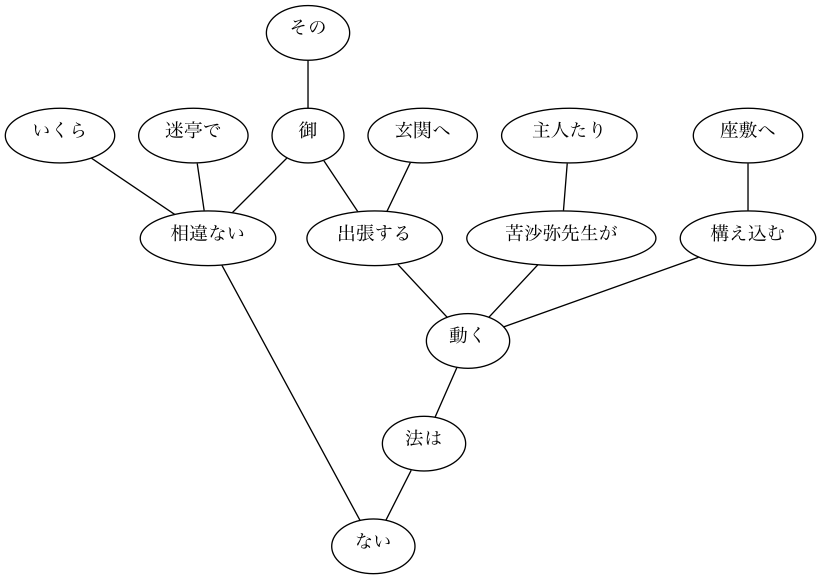 その
いくら
迷亭で
御
玄関へ
主人たり
座敷へ
相違ない
出張する
苦沙弥先生が
構え込む
動く
法は
ない